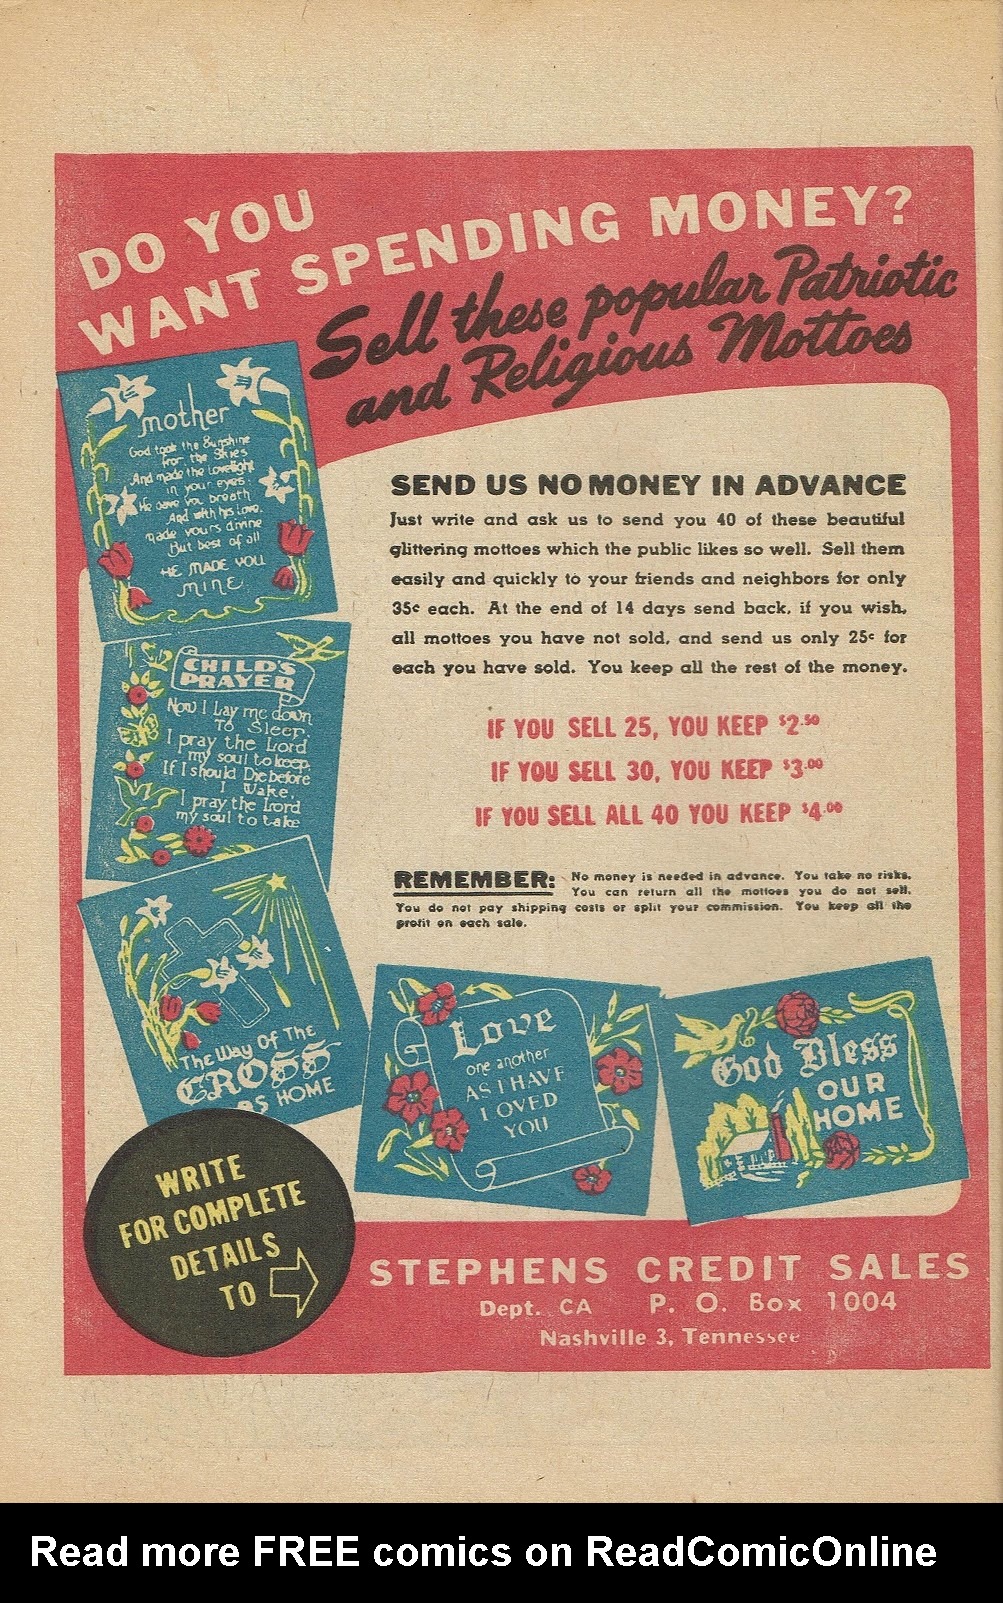 DO YOU
WANT SPENDING MONEY?
Sell these popular Patriotic
and Religious Mottoes
mother
God took the Sunshine
from the Skies
And made the Lovelight
in your eyes:
He gave you breath
And with his Love.
made yours divine
But best of all
HE MADE YOU
MINE
SEND US NO MONEY IN ADVANCE
Just write and ask us to send you 40 of these beautiful
glittering mottoes which the public likes so well. Sell them
easily and quickly to your friends and neighbors for only
35¢ each. At the end of 14 days send back, if you wish,
all mottoes you have not sold, and send us only 25¢ for
each you have sold. You keep all the rest of the money.
CHILD'S
PRAYER
Now I Lay me down
To Sleep.
I pray the Lord
my soul to keep.
If I should Die before
I Wake,
I pray the Lord
my soul to take
IF YOU SELL 25, YOU KEEP $2.50
IF YOU SELL 30, YOU KEEP $3.00
IF YOU SELL ALL 40 YOU KEEP $4.00
REMEMBER: No money is needed in advance. You take no risks.
You can return all the mottoes you do not sell.
You do not pay shipping costs or split your commission. You keep all the
profit on each sale.
The Way Of The
CROSS
HOME
Love
one another
AS I HAVE
LOVED
YOU
God Bless
OUR
HOME
WRITE
FOR COMPLETE
DETAILS
TO
STEPHENS CREDIT SALES
Dept. CA P. O. Box 1004
Nashville 3, Tennessee
Read more FREE comics on ReadComicOnline